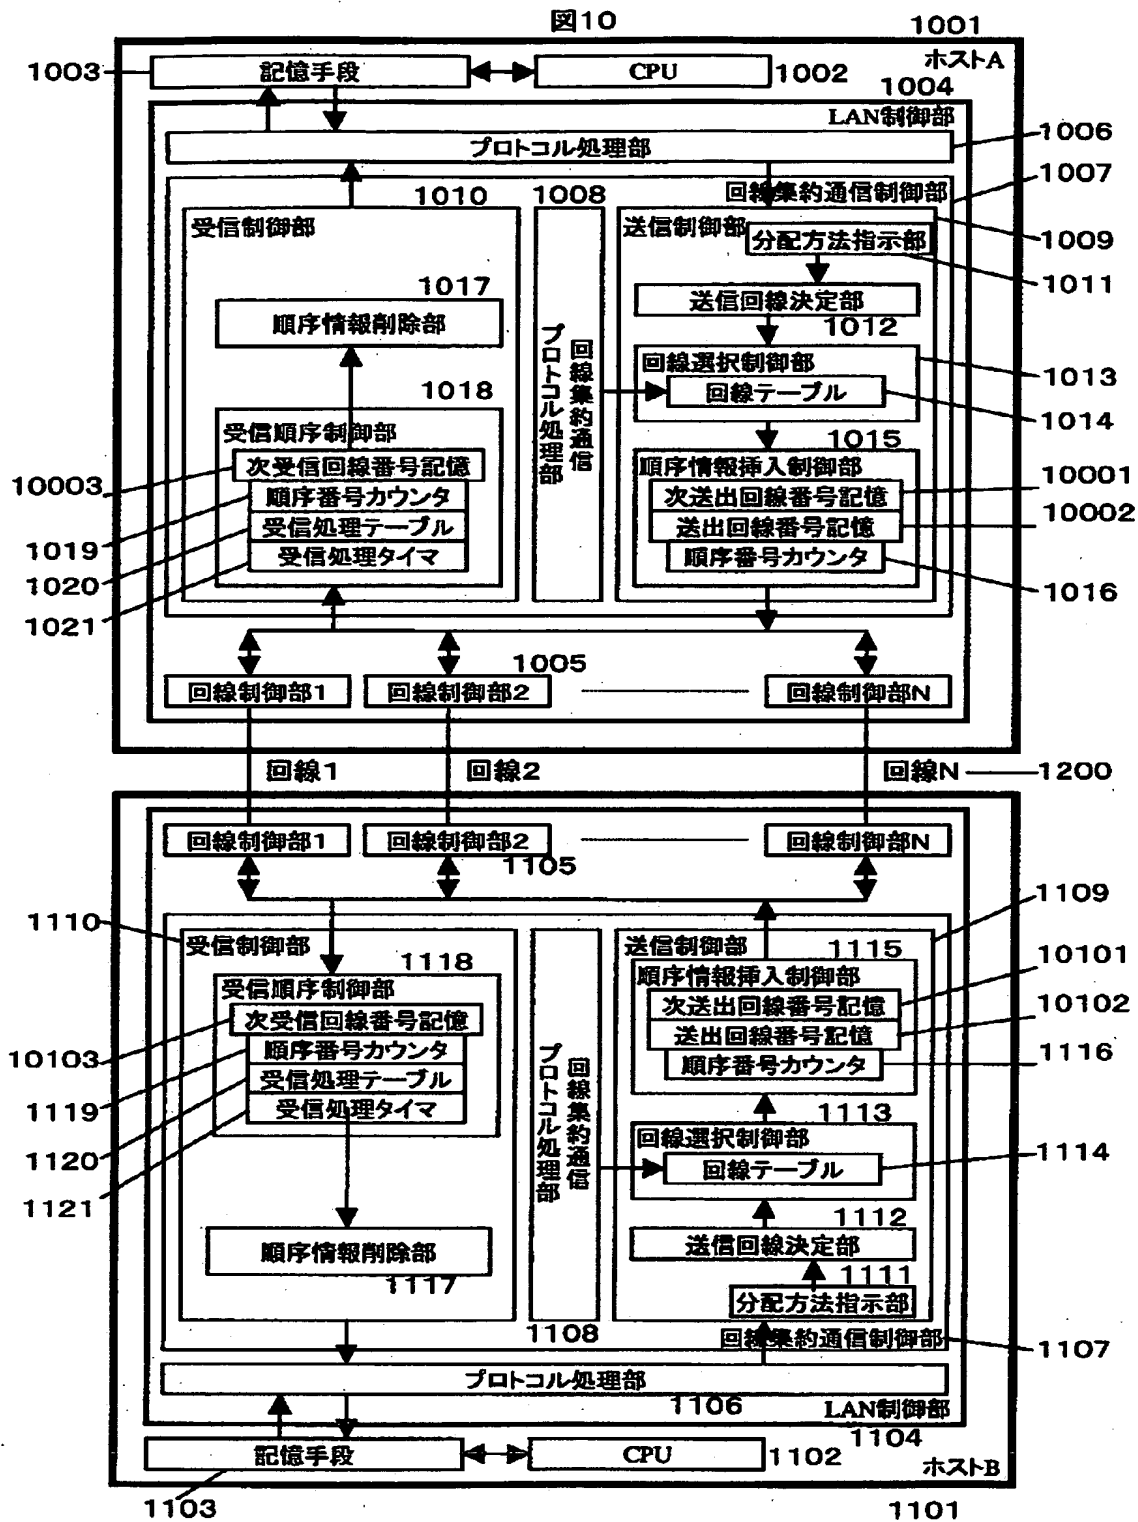 図10
1001
ホストA
1003
記憶手段
CPU
1002
1004
LAN制御部
プロトコル処理部
1006
1007
回線集約通信制御部
1010
1008
受信制御部
送信制御部
1009
分配方法指示部
1011
1017
順序情報削除部
送信回線決定部
1012
回線集約通信
プロトコル処理部
回線選択制御部
1013
回線テーブル
1014
1018
受信順序制御部
1015
順序情報挿入制御部
次受信回線番号記憶
10003
順序番号カウンタ
1019
受信処理テーブル
1020
受信処理タイマ
1021
次送出回線番号記憶
10001
送出回線番号記憶
10002
順序番号カウンタ
1016
1005
回線制御部1
回線制御部2
回線制御部N
回線1
回線2
回線N
1200
回線制御部1
回線制御部2
回線制御部N
1105
1109
1110
受信制御部
送信制御部
1118
受信順序制御部
1115
順序情報挿入制御部
次受信回線番号記憶
10103
順序番号カウンタ
1119
受信処理テーブル
1120
受信処理タイマ
1121
次送出回線番号記憶
10101
送出回線番号記憶
10102
順序番号カウンタ
1116
回線集約通信
プロトコル処理部
1113
回線選択制御部
回線テーブル
1114
1112
送信回線決定部
順序情報削除部
1117
1111
分配方法指示部
1108
回線集約通信制御部
1107
プロトコル処理部
1106
LAN制御部
1104
記憶手段
CPU
1102
ホストB
1103
1101